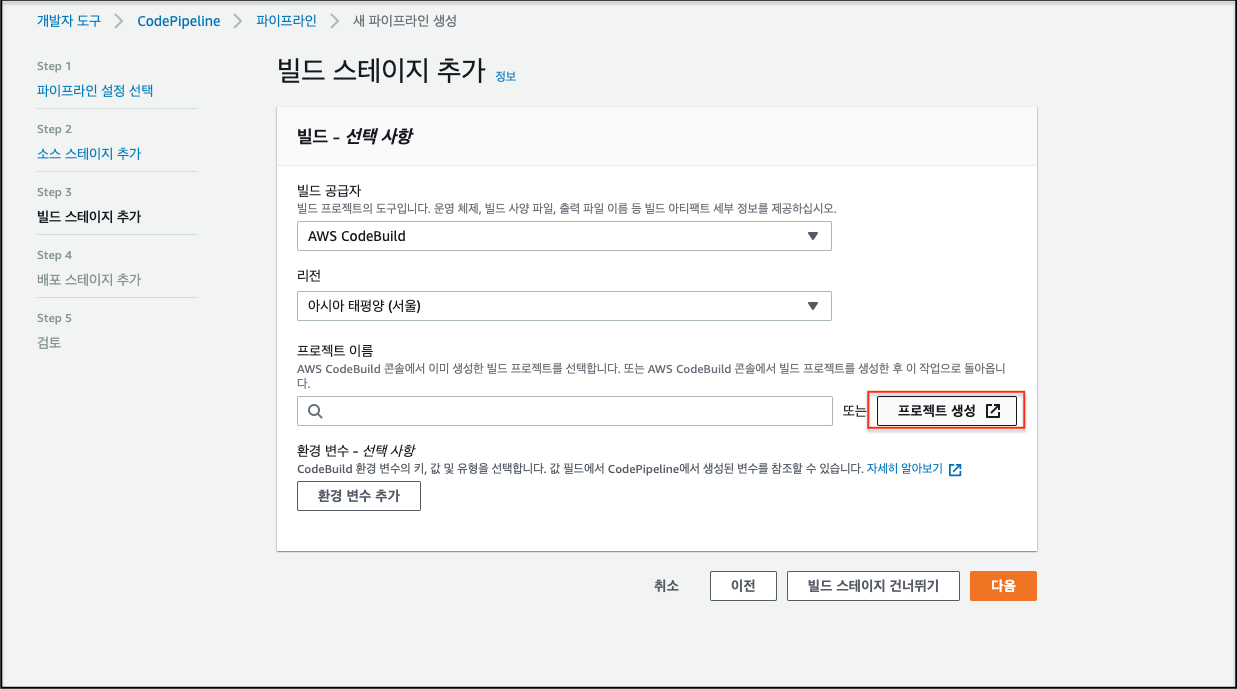 개발자 도구 > CodePipeline > 파이프라인 > 새 파이프라인 생성
Step 1
파이프라인 설정 선택
Step 2
소스 스테이지 추가
Step 3
빌드 스테이지 추가
Step 4
배포 스테이지 추가
Step 5
검토
빌드 스테이지 추가 정보
빌드 - 선택 사항
빌드 공급자
빌드 프로젝트의 도구입니다. 운영 체제, 빌드 사양 파일, 출력 파일 이름 등 빌드 아티팩트 세부 정보를 제공하십시오.
AWS CodeBuild
리전
아시아 태평양 (서울)
프로젝트 이름
AWS CodeBuild 콘솔에서 이미 생성한 빌드 프로젝트를 선택합니다. 또는 AWS CodeBuild 콘솔에서 빌드 프로젝트를 생성한 후 이 작업으로 돌아옵니
다.
또는 프로젝트 생성
환경 변수 - 선택 사항
CodeBuild 환경 변수의 키, 값 및 유형을 선택합니다. 값 필드에서 CodePipeline에서 생성된 변수를 참조할 수 있습니다. 자세히 알아보기
환경 변수 추가
취소 이전 빌드 스테이지 건너뛰기 다음